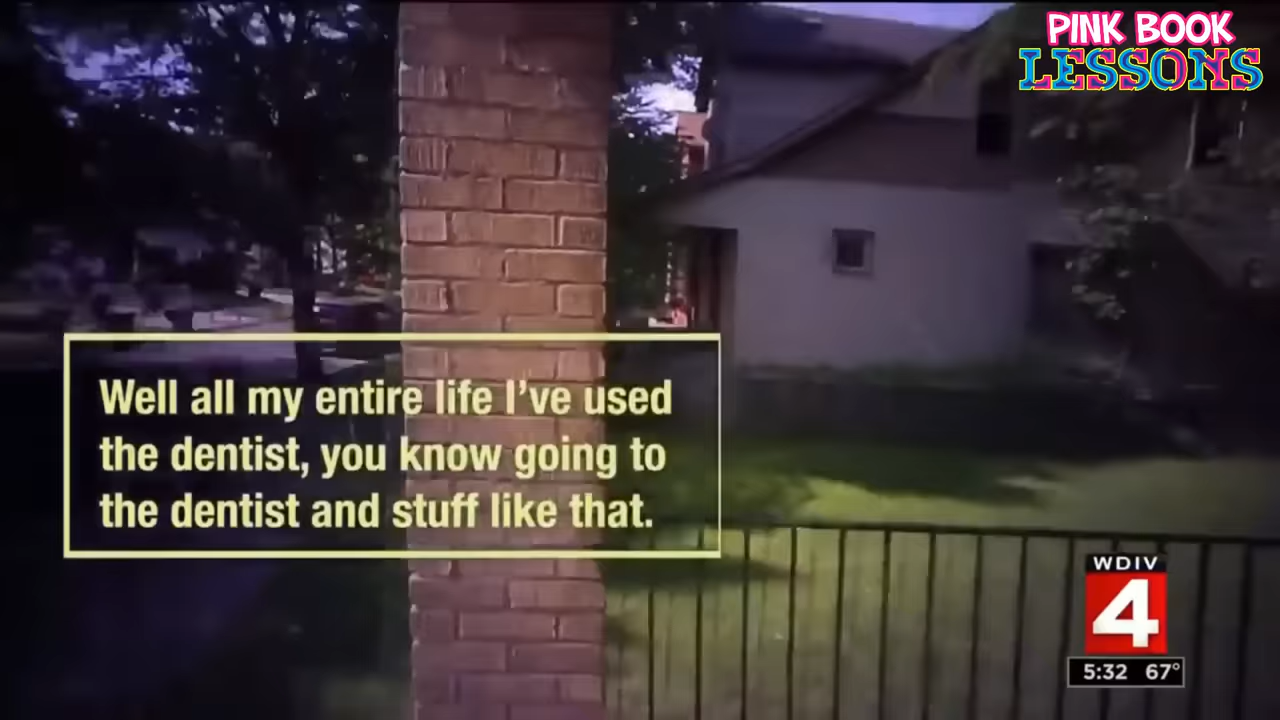 PINK BOOK
LESSONS
Well all my entire life I've used
the dentist, you know going to
the dentist and stuff like that.
WDIV
4
5:32 67°